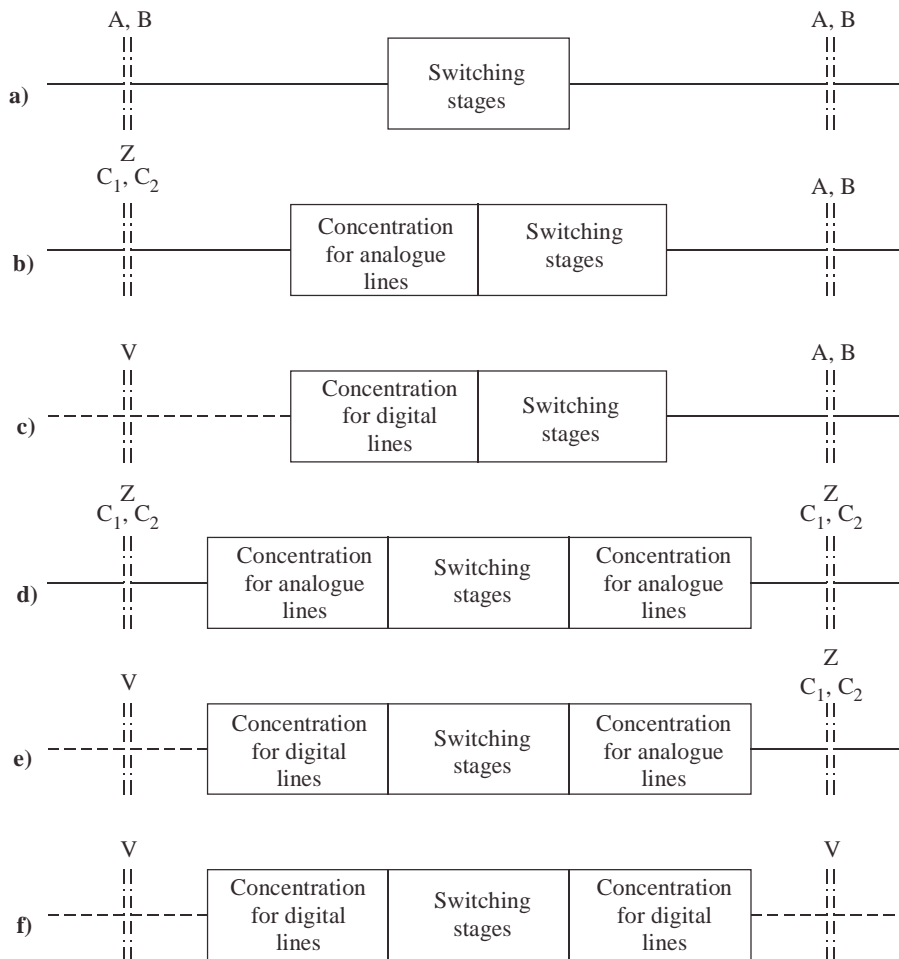 A, B
A, B
a)
Switching
stages
Z
C1, C2
A, B
b)
Concentration
for analogue
lines
Switching
stages
V
A, B
c)
Concentration
for digital
lines
Switching
stages
Z
C1, C2
Z
C1, C2
d)
Concentration
for analogue
lines
Switching
stages
Concentration
for analogue
lines
V
Z
C1, C2
e)
Concentration
for digital
lines
Switching
stages
Concentration
for analogue
lines
V
V
f)
Concentration
for digital
lines
Switching
stages
Concentration
for digital
lines